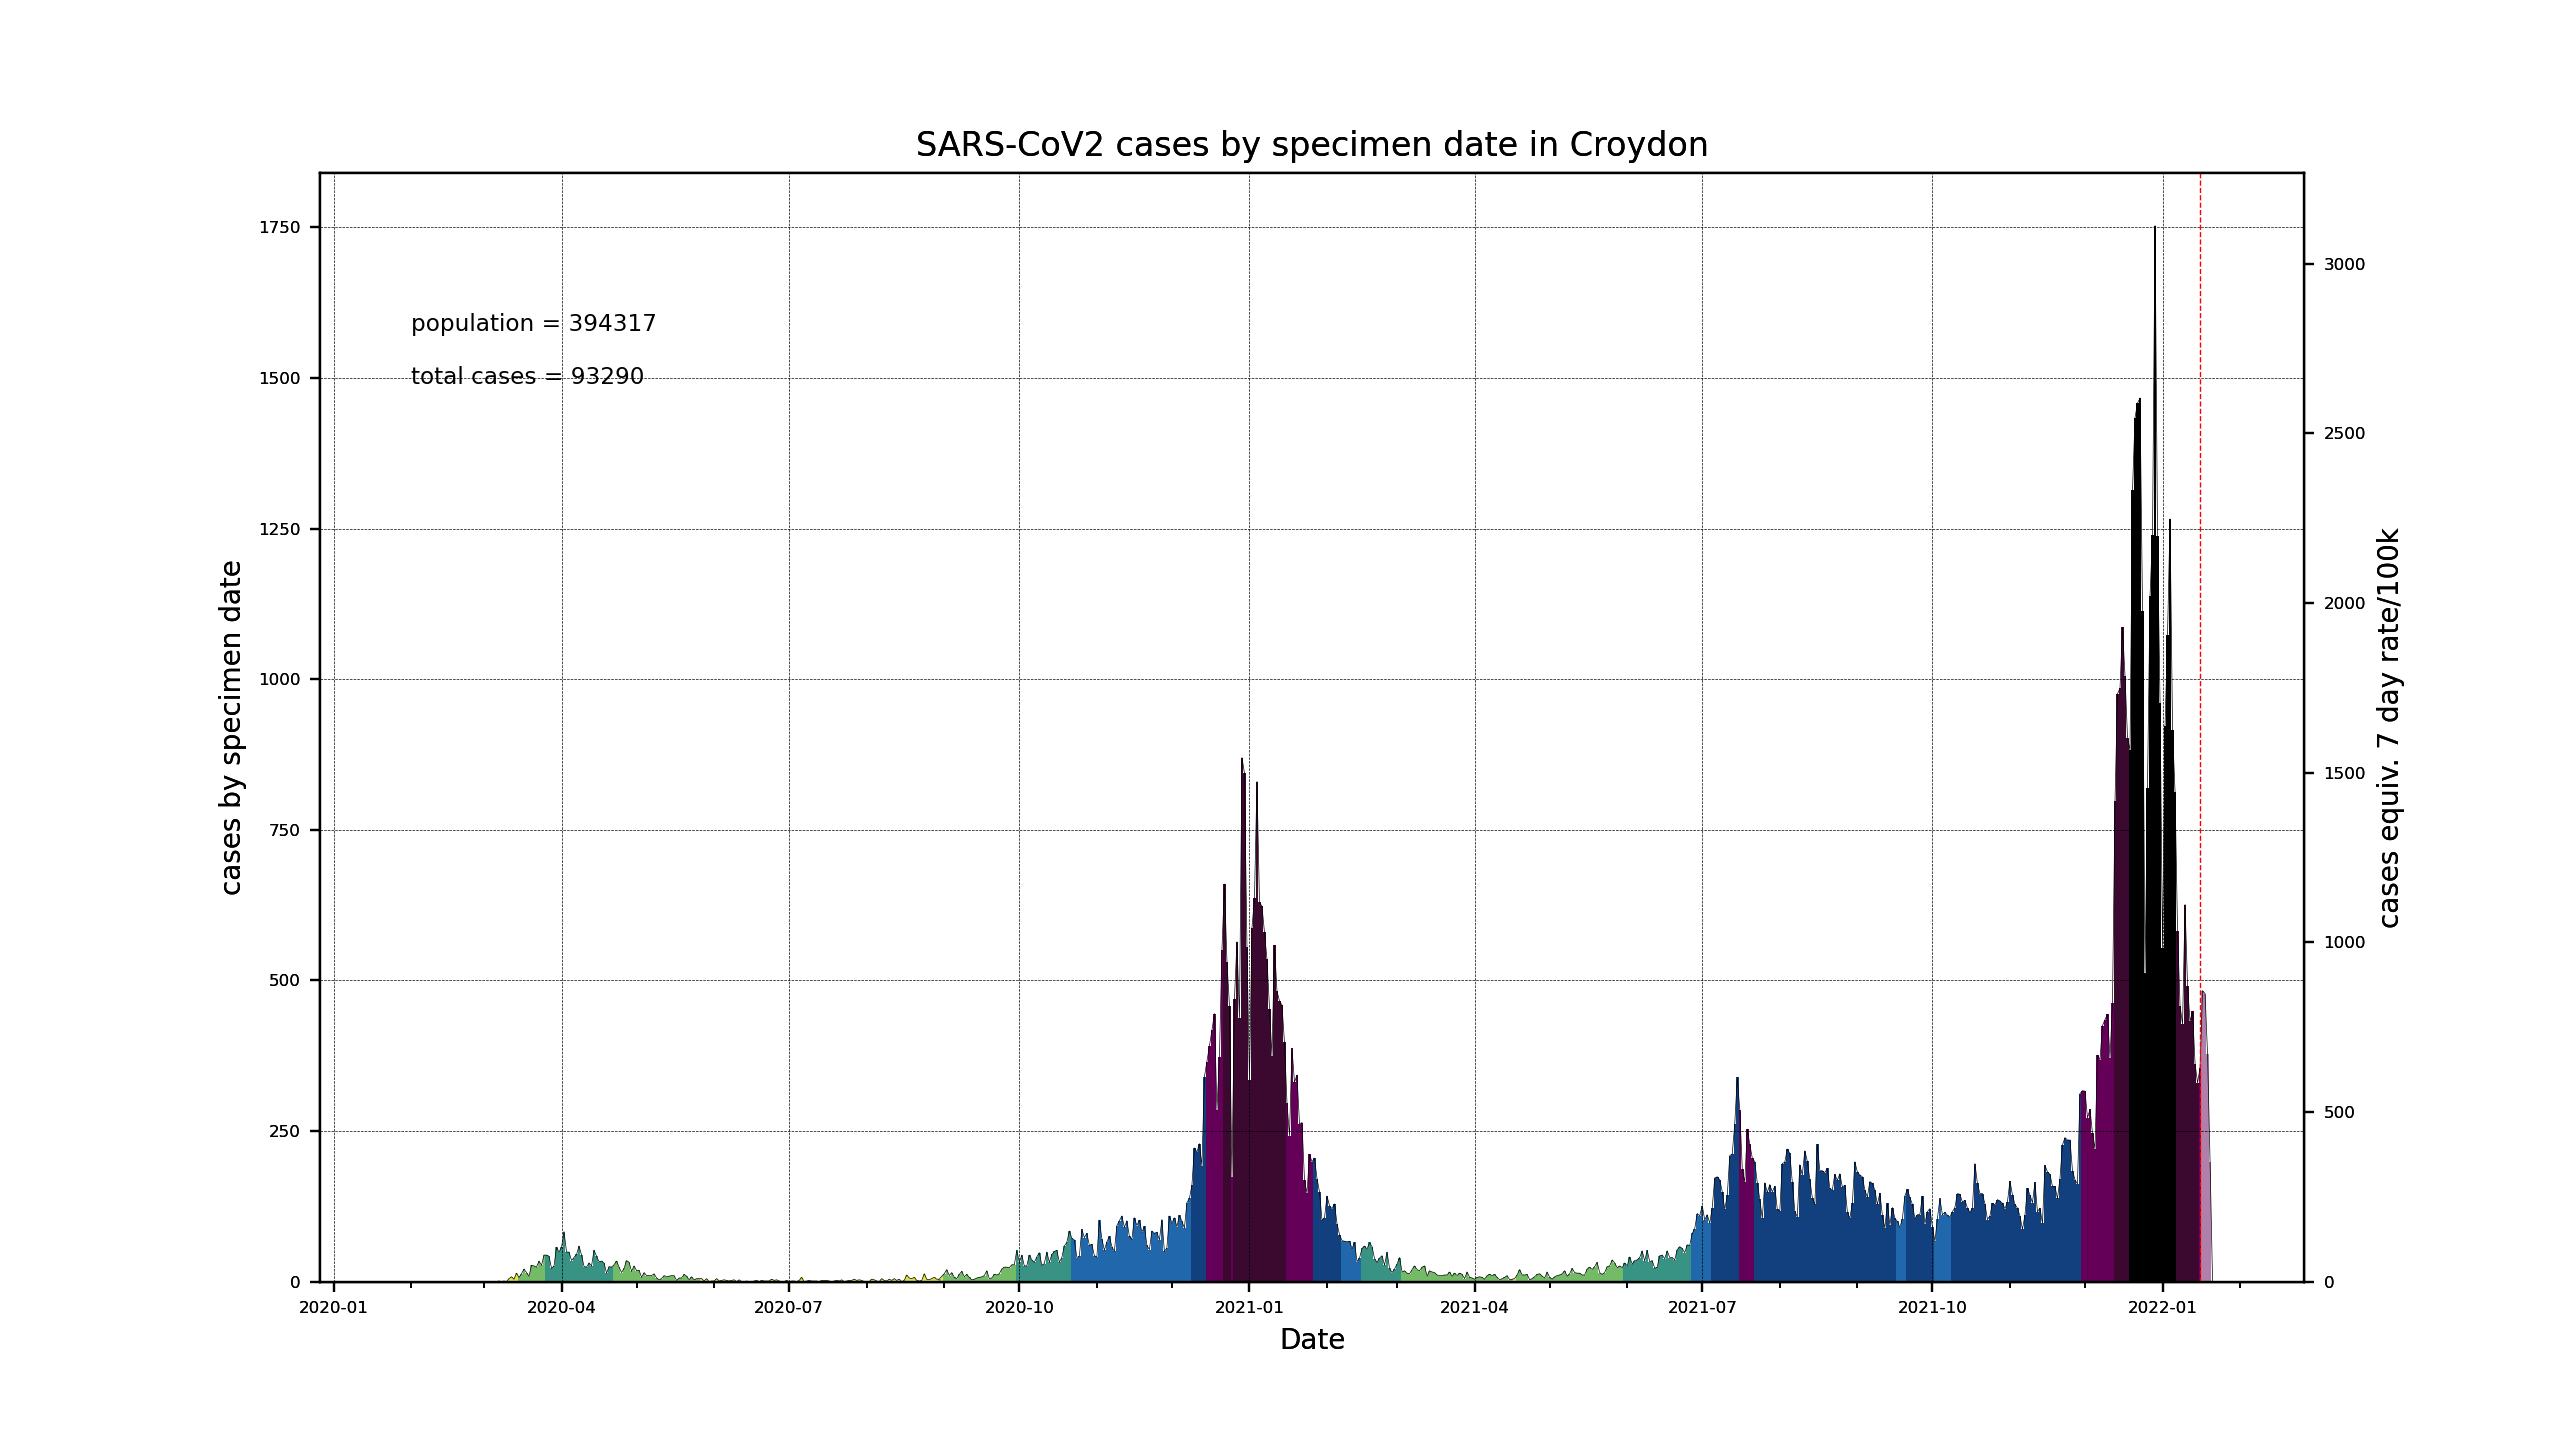 SARS-CoV2 cases by specimen date in Croydon
population = 394317
total cases = 93290
cases by specimen date
1750
1500
1250
1000
750
500
250
0
cases equiv. 7 day rate/100k
3000
2500
2000
1500
1000
500
0
2020-01 2020-04 2020-07 2020-10 2021-01 2021-04 2021-07 2021-10 2022-01
Date